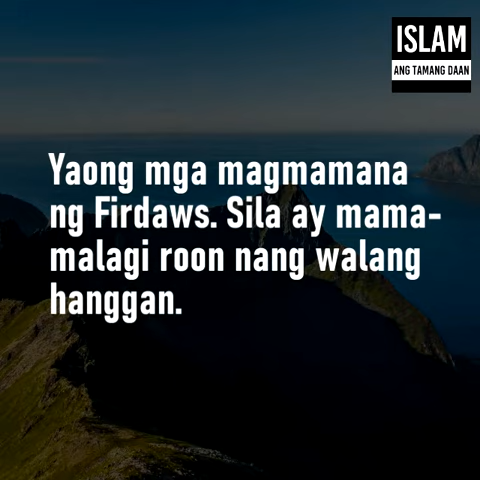 ISLAM
ANG TAMANG DAAN
Yaong mga magmamana
ng Firdaws. Sila ay mama-
malagi roon nang walang
hanggan.